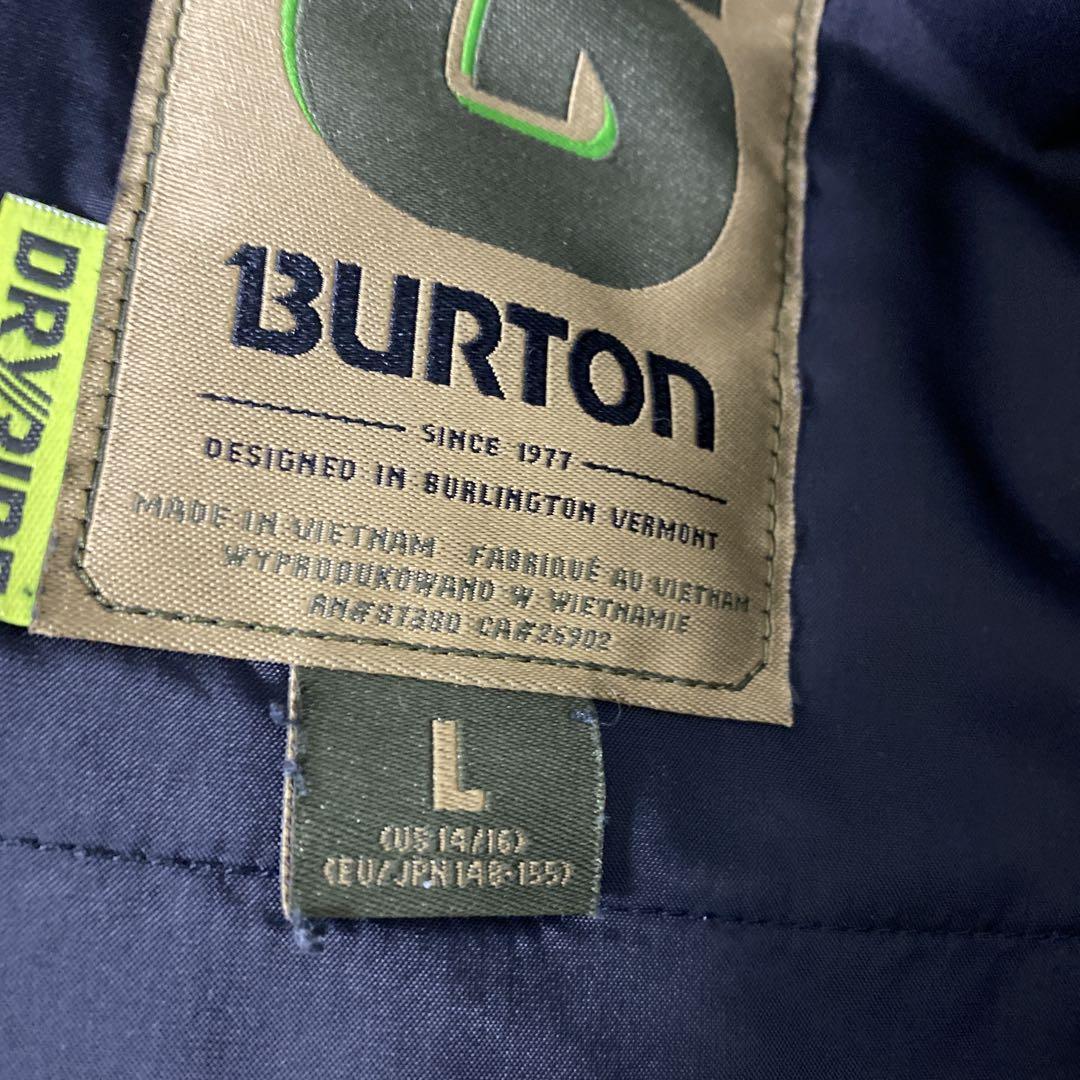 BURTON
SINCE 1977
DESIGNED IN BURLINGTON VERMONT
MADE IN VIETNAM FABRIQUÉ AU VIETNAM
WYPRODUKOWANO W WIETNAMIE
RN#87380 CA#26902
DRYRIDE
L
(US 14/16)
(EU/JPN 148-155)